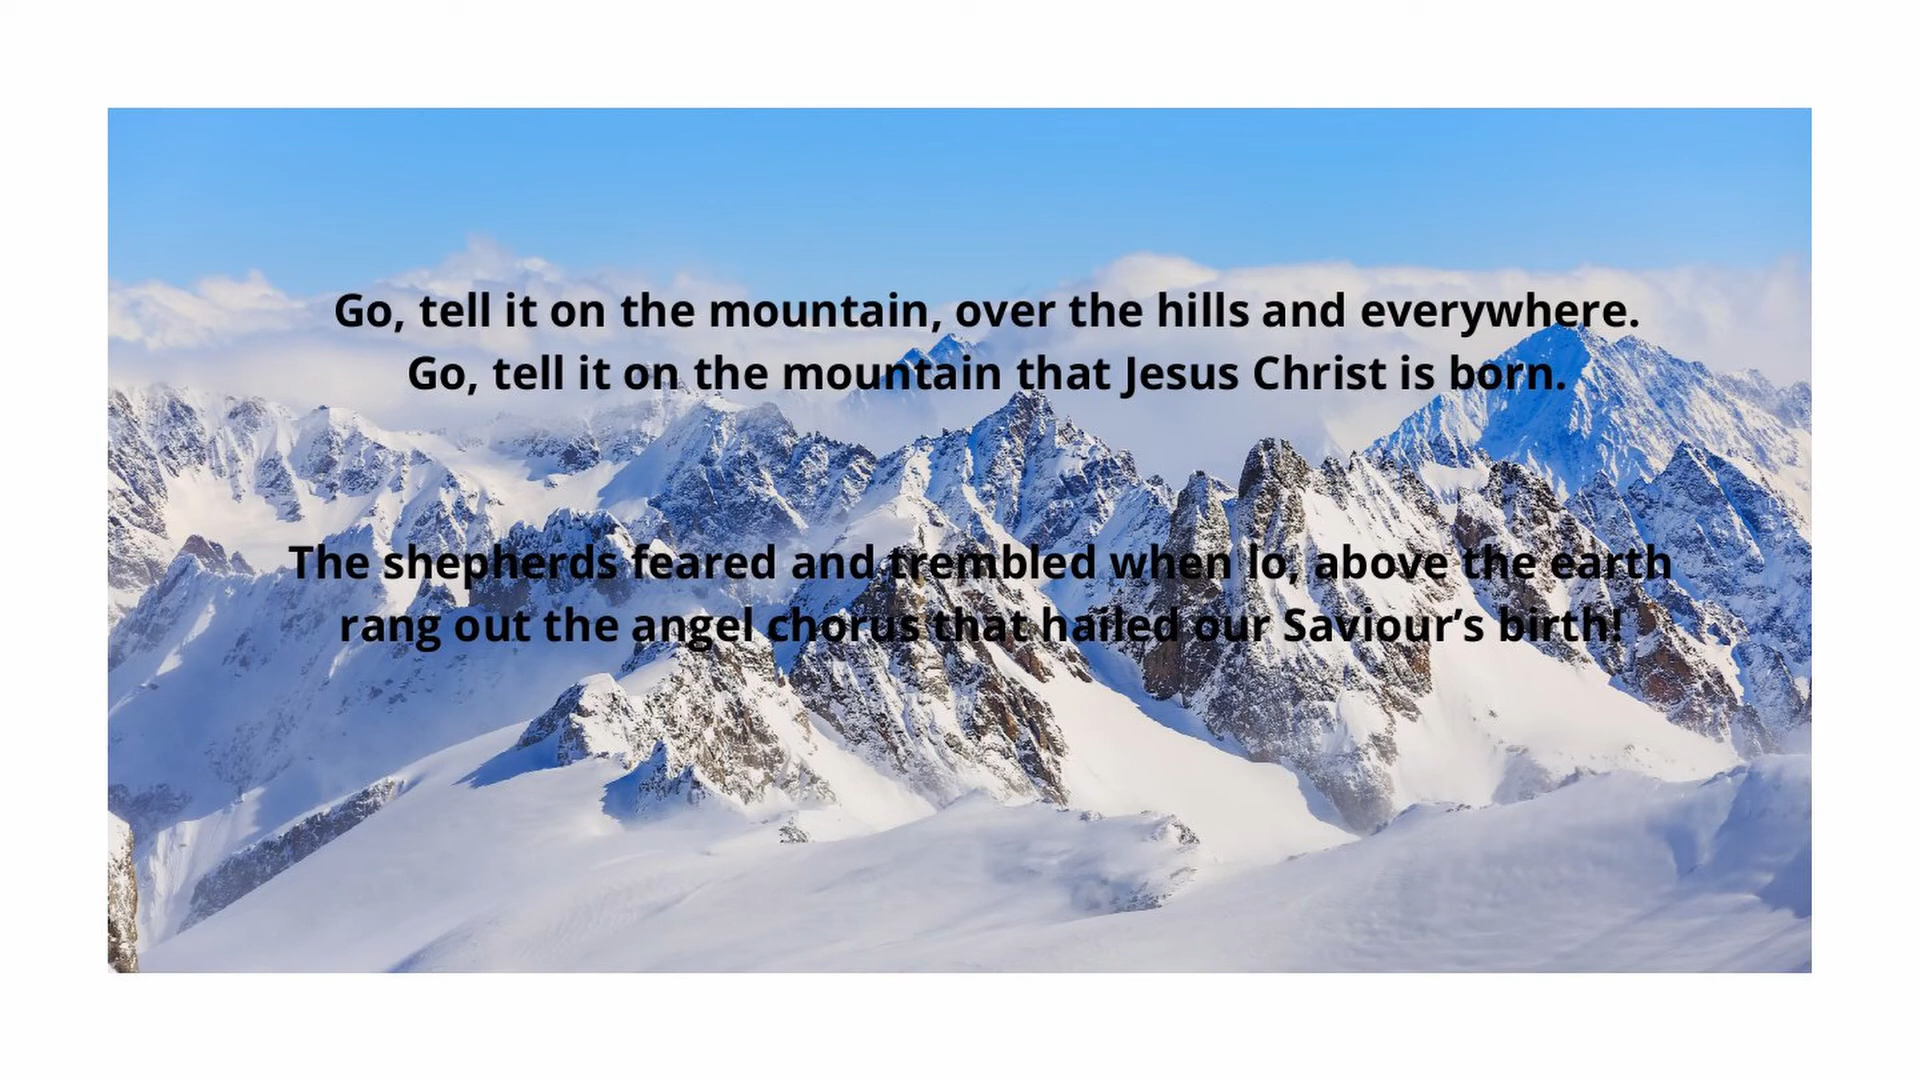 Go, tell it on the mountain, over the hills and everywhere.
Go, tell it on the mountain that Jesus Christ is born.
The shepherds feared and trembled when lo, above the earth
rang out the angel chorus that hailed our Saviour’s birth!